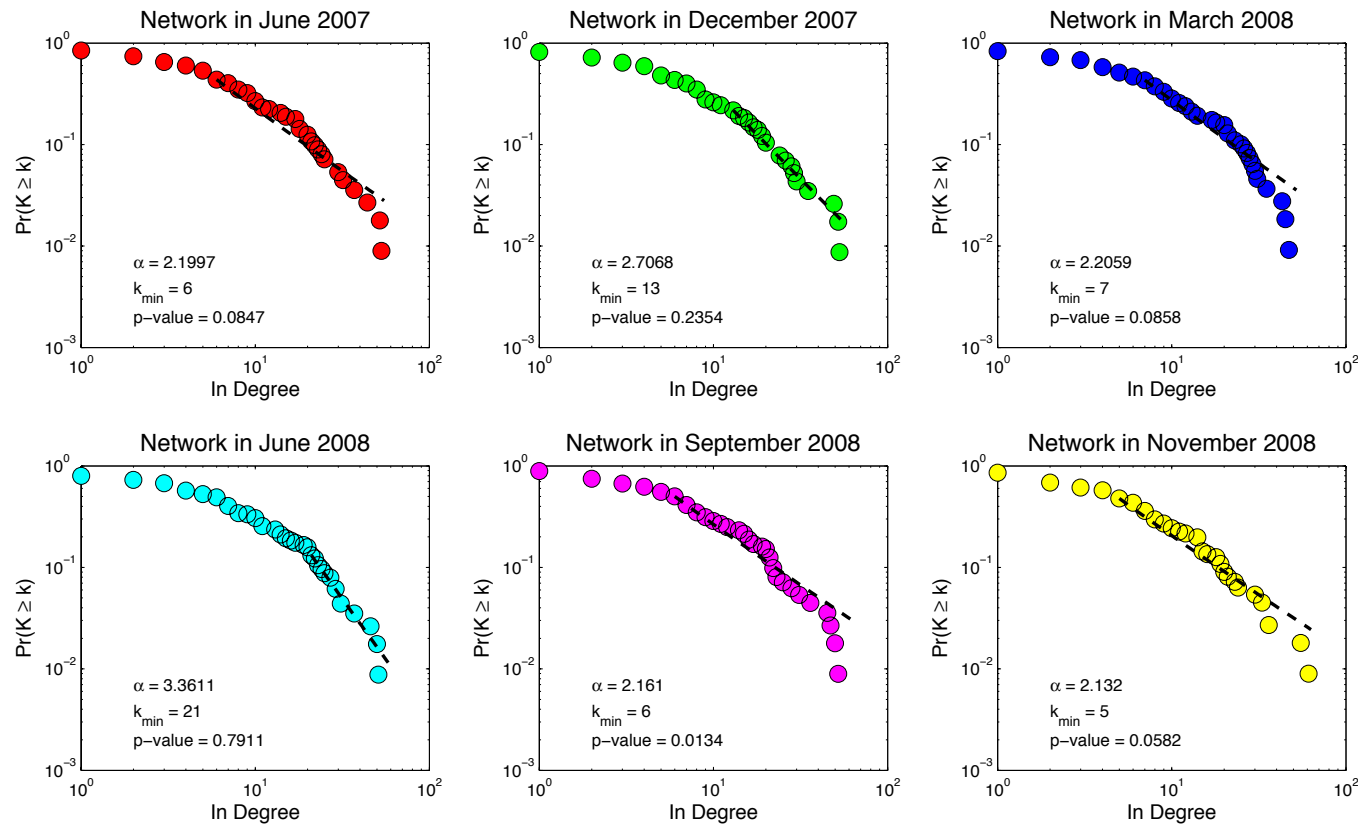 Network in June 2007
10^0
10^-1
10^-2
10^-3
Pr(K ≥ k)
α = 2.1997
k_min = 6
p−value = 0.0847
10^0
10^1
10^2
In Degree
Network in December 2007
10^0
10^-1
10^-2
10^-3
Pr(K ≥ k)
α = 2.7068
k_min = 13
p−value = 0.2354
10^0
10^1
10^2
In Degree
Network in March 2008
10^0
10^-1
10^-2
10^-3
Pr(K ≥ k)
α = 2.2059
k_min = 7
p−value = 0.0858
10^0
10^1
10^2
In Degree
Network in June 2008
10^0
10^-1
10^-2
10^-3
Pr(K ≥ k)
α = 3.3611
k_min = 21
p−value = 0.7911
10^0
10^1
10^2
In Degree
Network in September 2008
10^0
10^-1
10^-2
10^-3
Pr(K ≥ k)
α = 2.161
k_min = 6
p−value = 0.0134
10^0
10^1
10^2
In Degree
Network in November 2008
10^0
10^-1
10^-2
10^-3
Pr(K ≥ k)
α = 2.132
k_min = 5
p−value = 0.0582
10^0
10^1
10^2
In Degree